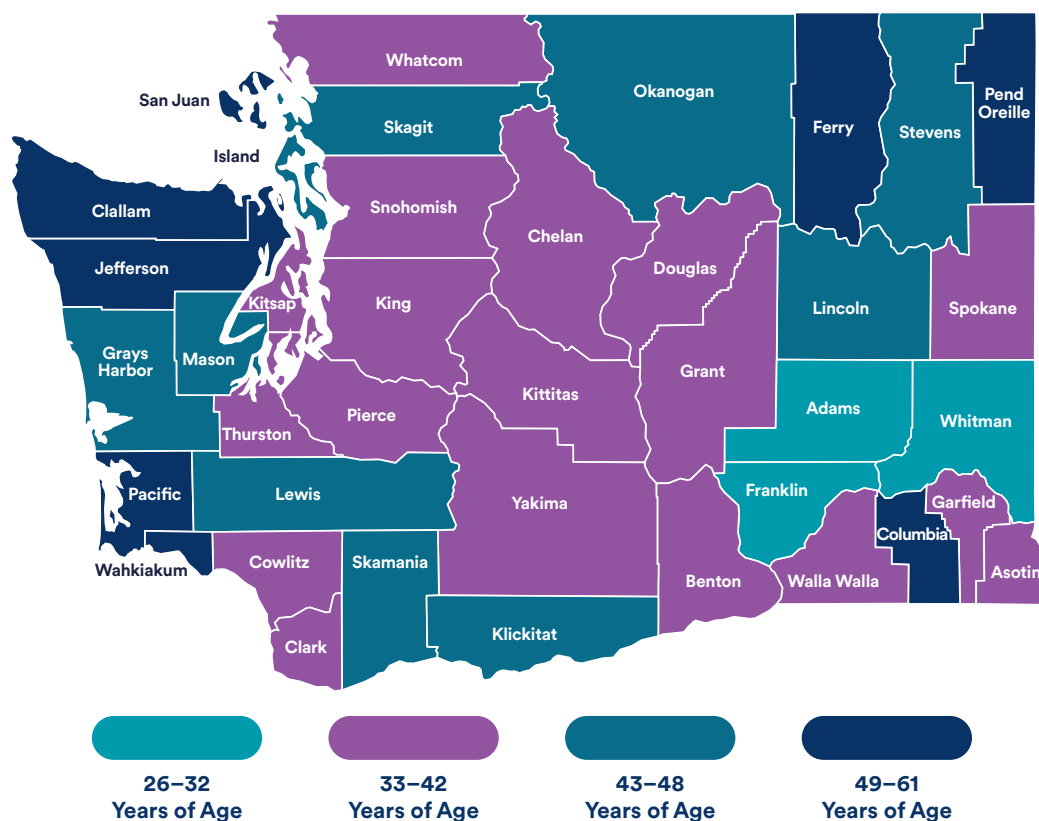 Whatcom
San Juan
Okanogan
Pend
Oreille
Skagit
Ferry
Stevens
Island
Clallam
Snohomish
Chelan
Jefferson
Douglas
Kitsap
King
Lincoln
Spokane
Grays
Harbor
Mason
Grant
Kittitas
Adams
Pierce
Whitman
Thurston
Pacific
Lewis
Yakima
Franklin
Garfield
Columbia
Wahkiakum
Cowlitz
Skamania
Benton
Walla Walla
Asotin
Klickitat
Clark
26–32
Years of Age
33–42
Years of Age
43–48
Years of Age
49–61
Years of Age